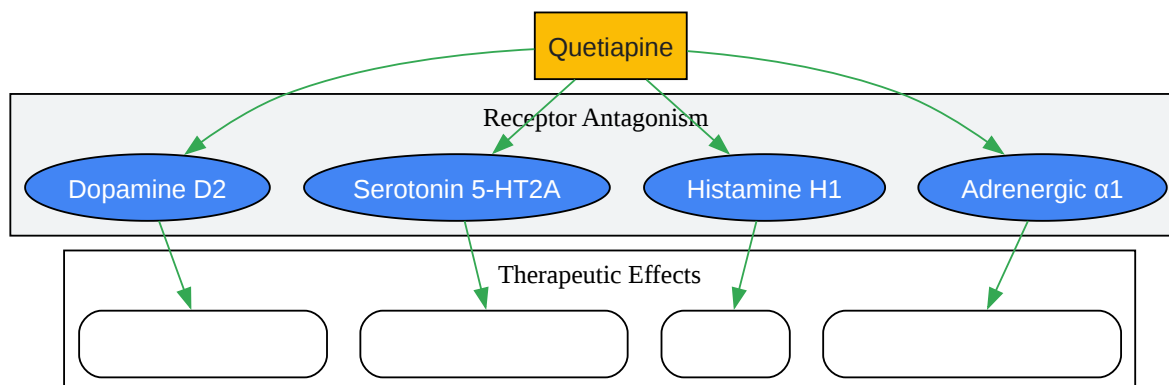 Quetiapine
Receptor Antagonism
Dopamine D2
Serotonin 5-HT2A
Histamine H1
Adrenergic α1
Therapeutic Effects